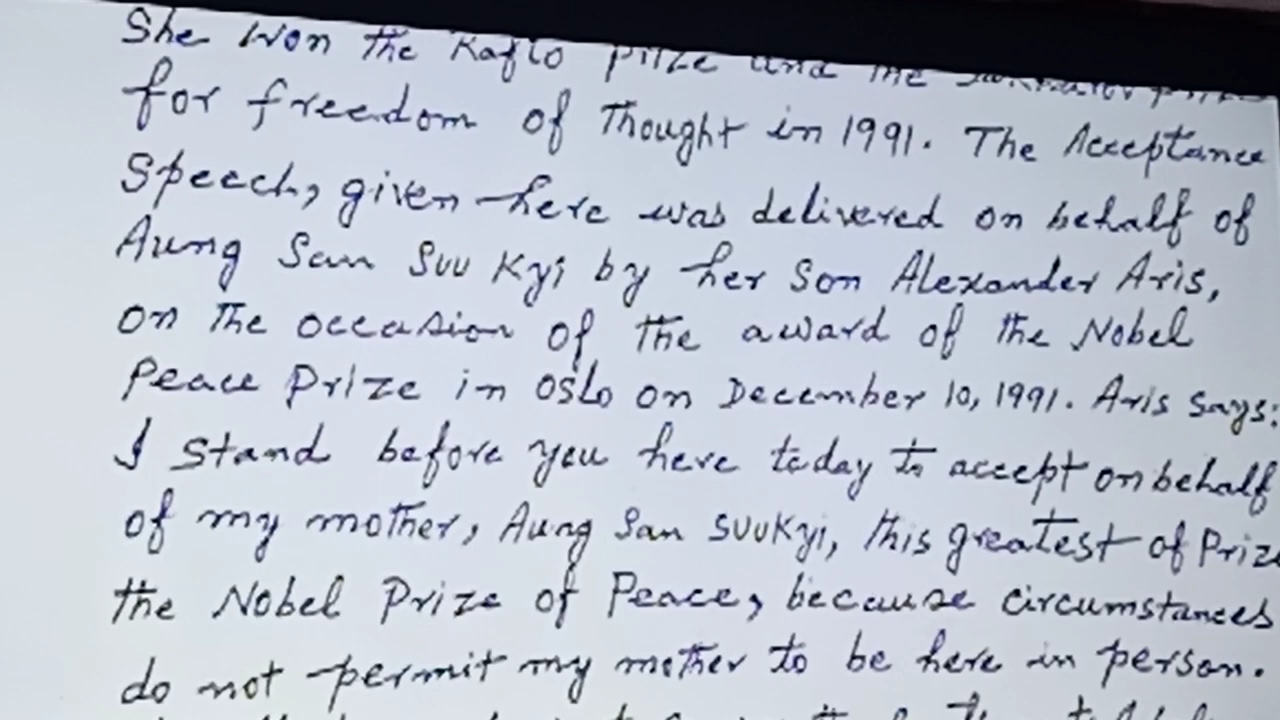 She won the Rafto Prize and the
for freedom of Thought in 1991. The Acceptance
Speech, given here was delivered on behalf of
Aung San Suu Kyi by her Son Alexander Aris,
on the occasion of the award of the Nobel
Peace Prize in Oslo on December 10, 1991. Aris says:
I stand before you here today to accept on behalf
of my mother, Aung San Suu Kyi, this greatest of Priz
the Nobel Prize of Peace, because circumstances
do not permit my mother to be here in person.